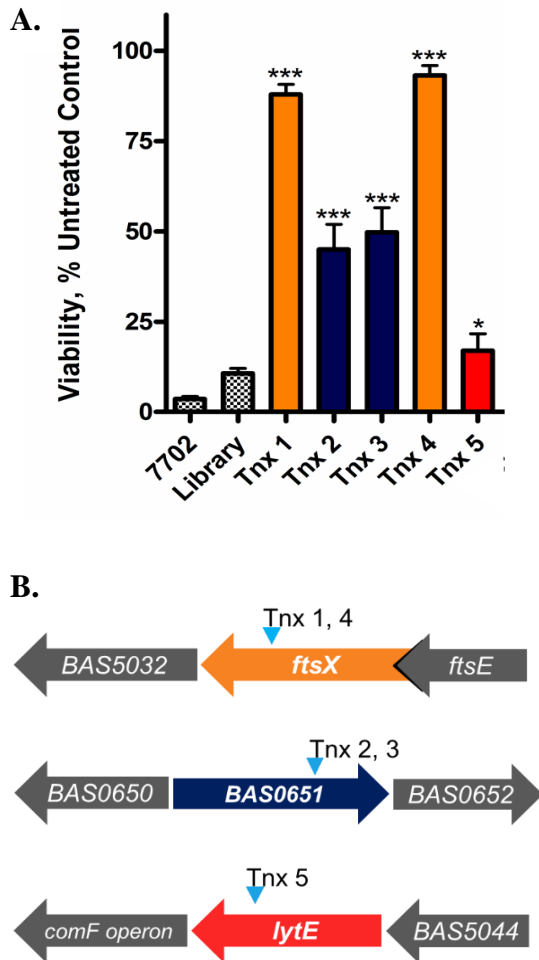 A.
Viability, % Untreated Control
100
75
50
25
0
***
***
***
***
*
7702
Library
Tnx 1
Tnx 2
Tnx 3
Tnx 4
Tnx 5
B.
Tnx 1, 4
BAS5032
ftsX
ftsE
Tnx 2, 3
BAS0650
BAS0651
BAS0652
Tnx 5
comF operon
lytE
BAS5044